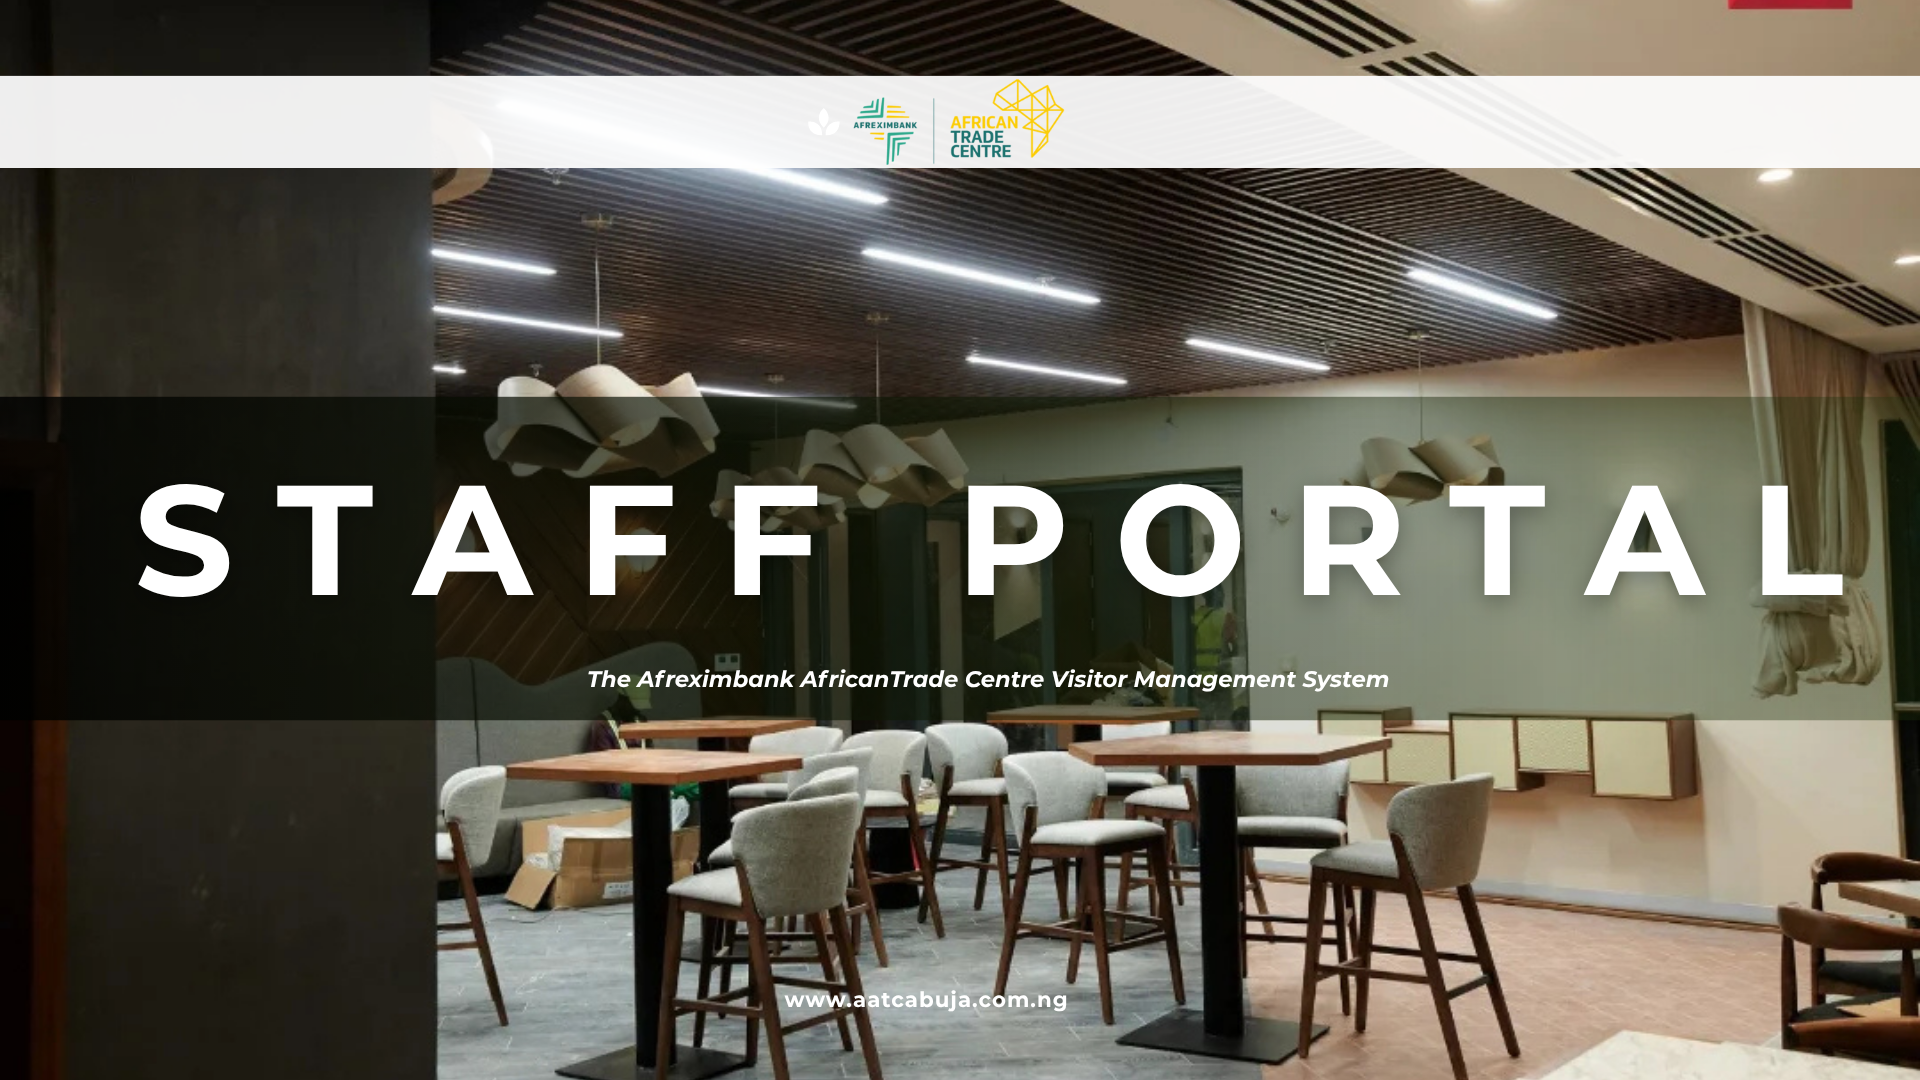 AFREXIMBANK
AFRICAN
TRADE
CENTRE
STAFF PORTAL
The Afreximbank AfricanTrade Centre Visitor Management System
www.aatcabuja.com.ng